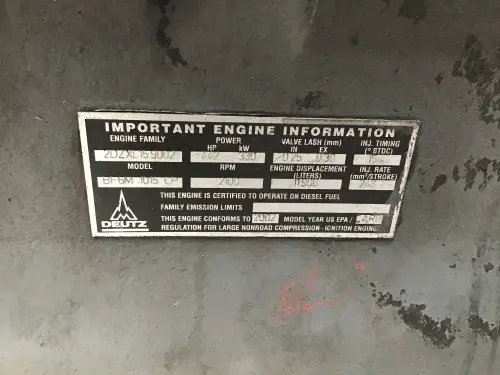 IMPORTANT ENGINE INFORMATION
ENGINE FAMILY POWER VALVE LASH (mm) INJ. TIMING
HP kW IN EX (° BTDC)
330
MODEL RPM ENGINE DISPLACEMENT INJ. RATE
(LITERS) (mm³/STROKE)
BF6M 1015 CP 2100 11.906
THIS ENGINE IS CERTIFIED TO OPERATE ON DIESEL FUEL
FAMILY EMISSION LIMITS
DEUTZ
THIS ENGINE CONFORMS TO 2002 MODEL YEAR US EPA /
REGULATION FOR LARGE NONROAD COMPRESSION - IGNITION ENGINE